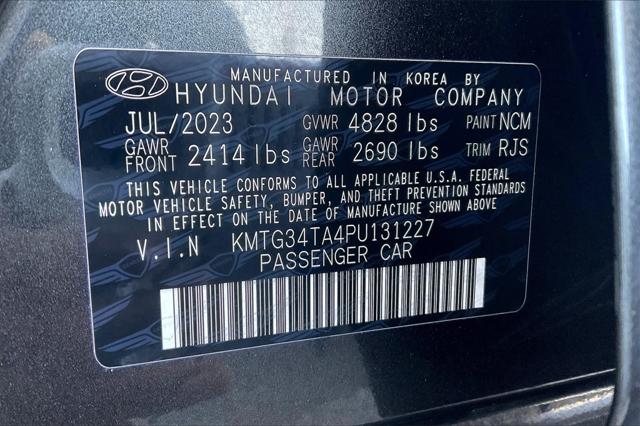 MANUFACTURED IN KOREA BY
HYUNDAI MOTOR COMPANY
JUL/2023 GVWR 4828 lbs PAINT NCM
GAWR FRONT 2414 lbs GAWR REAR 2690 lbs TRIM RJS
THIS VEHICLE CONFORMS TO ALL APPLICABLE U.S.A. FEDERAL
MOTOR VEHICLE SAFETY, BUMPER, AND THEFT PREVENTION STANDARDS
IN EFFECT ON THE DATE OF MANUFACTURE SHOWN ABOVE
V.I.N KMTG34TA4PU131227
PASSENGER CAR